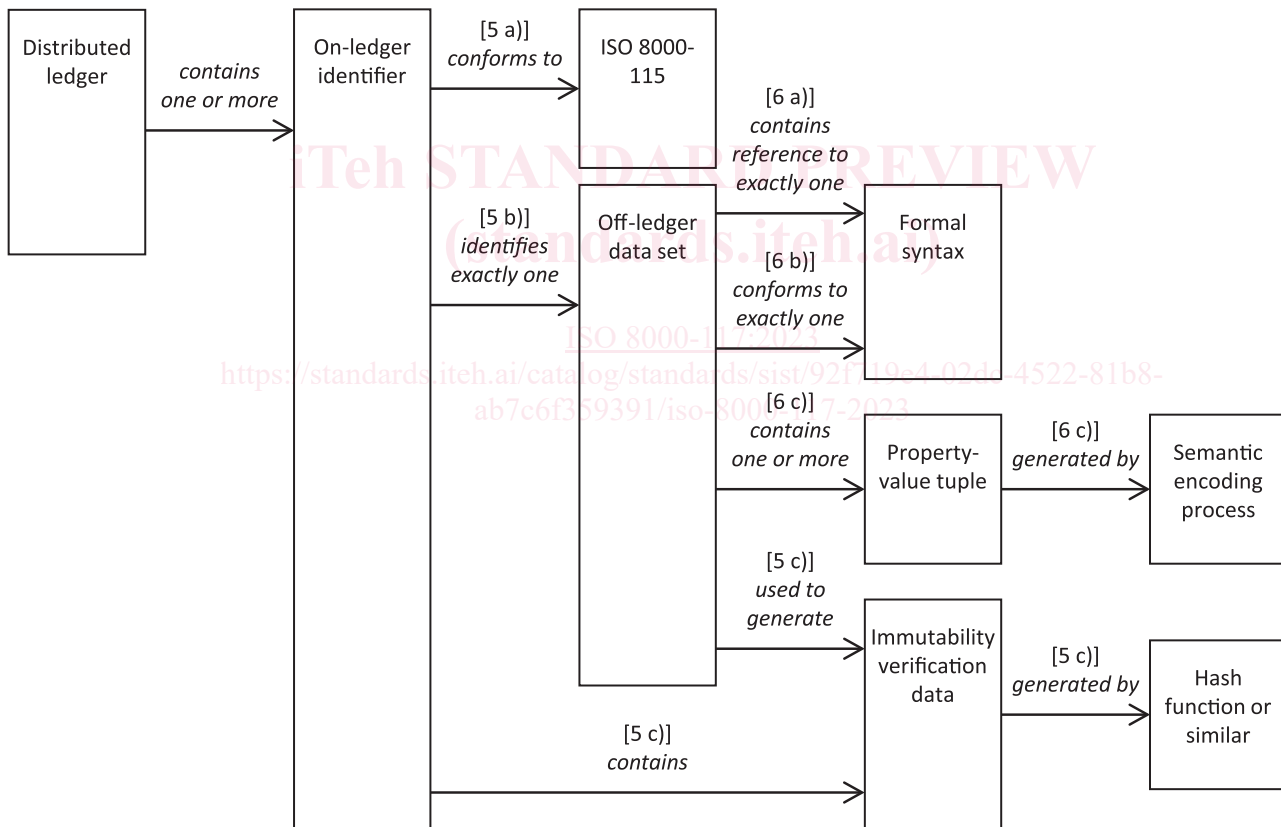 Distributed
ledger
contains
one or more
On-ledger
identifier
[5 a)]
conforms to
ISO 8000-
115
[5 b)]
identifies
exactly one
Off-ledger
data set
[6 a)]
contains
reference to
exactly one
Formal
syntax
[6 b)]
conforms to
exactly one
[6 c)]
contains
one or more
Property-
value tuple
[6 c)]
generated by
Semantic
encoding
process
[5 c)]
used to
generate
Immutability
verification
data
[5 c)]
generated by
Hash
function or
similar
[5 c)]
contains
iTeh STANDARD PREVIEW
(standards.iteh.ai)
ISO 8000-117:2023
https://standards.iteh.ai/catalog/standards/sist/92f719e4-02dc-4522-81b8-
ab7c6f359391/iso-8000-117-2023